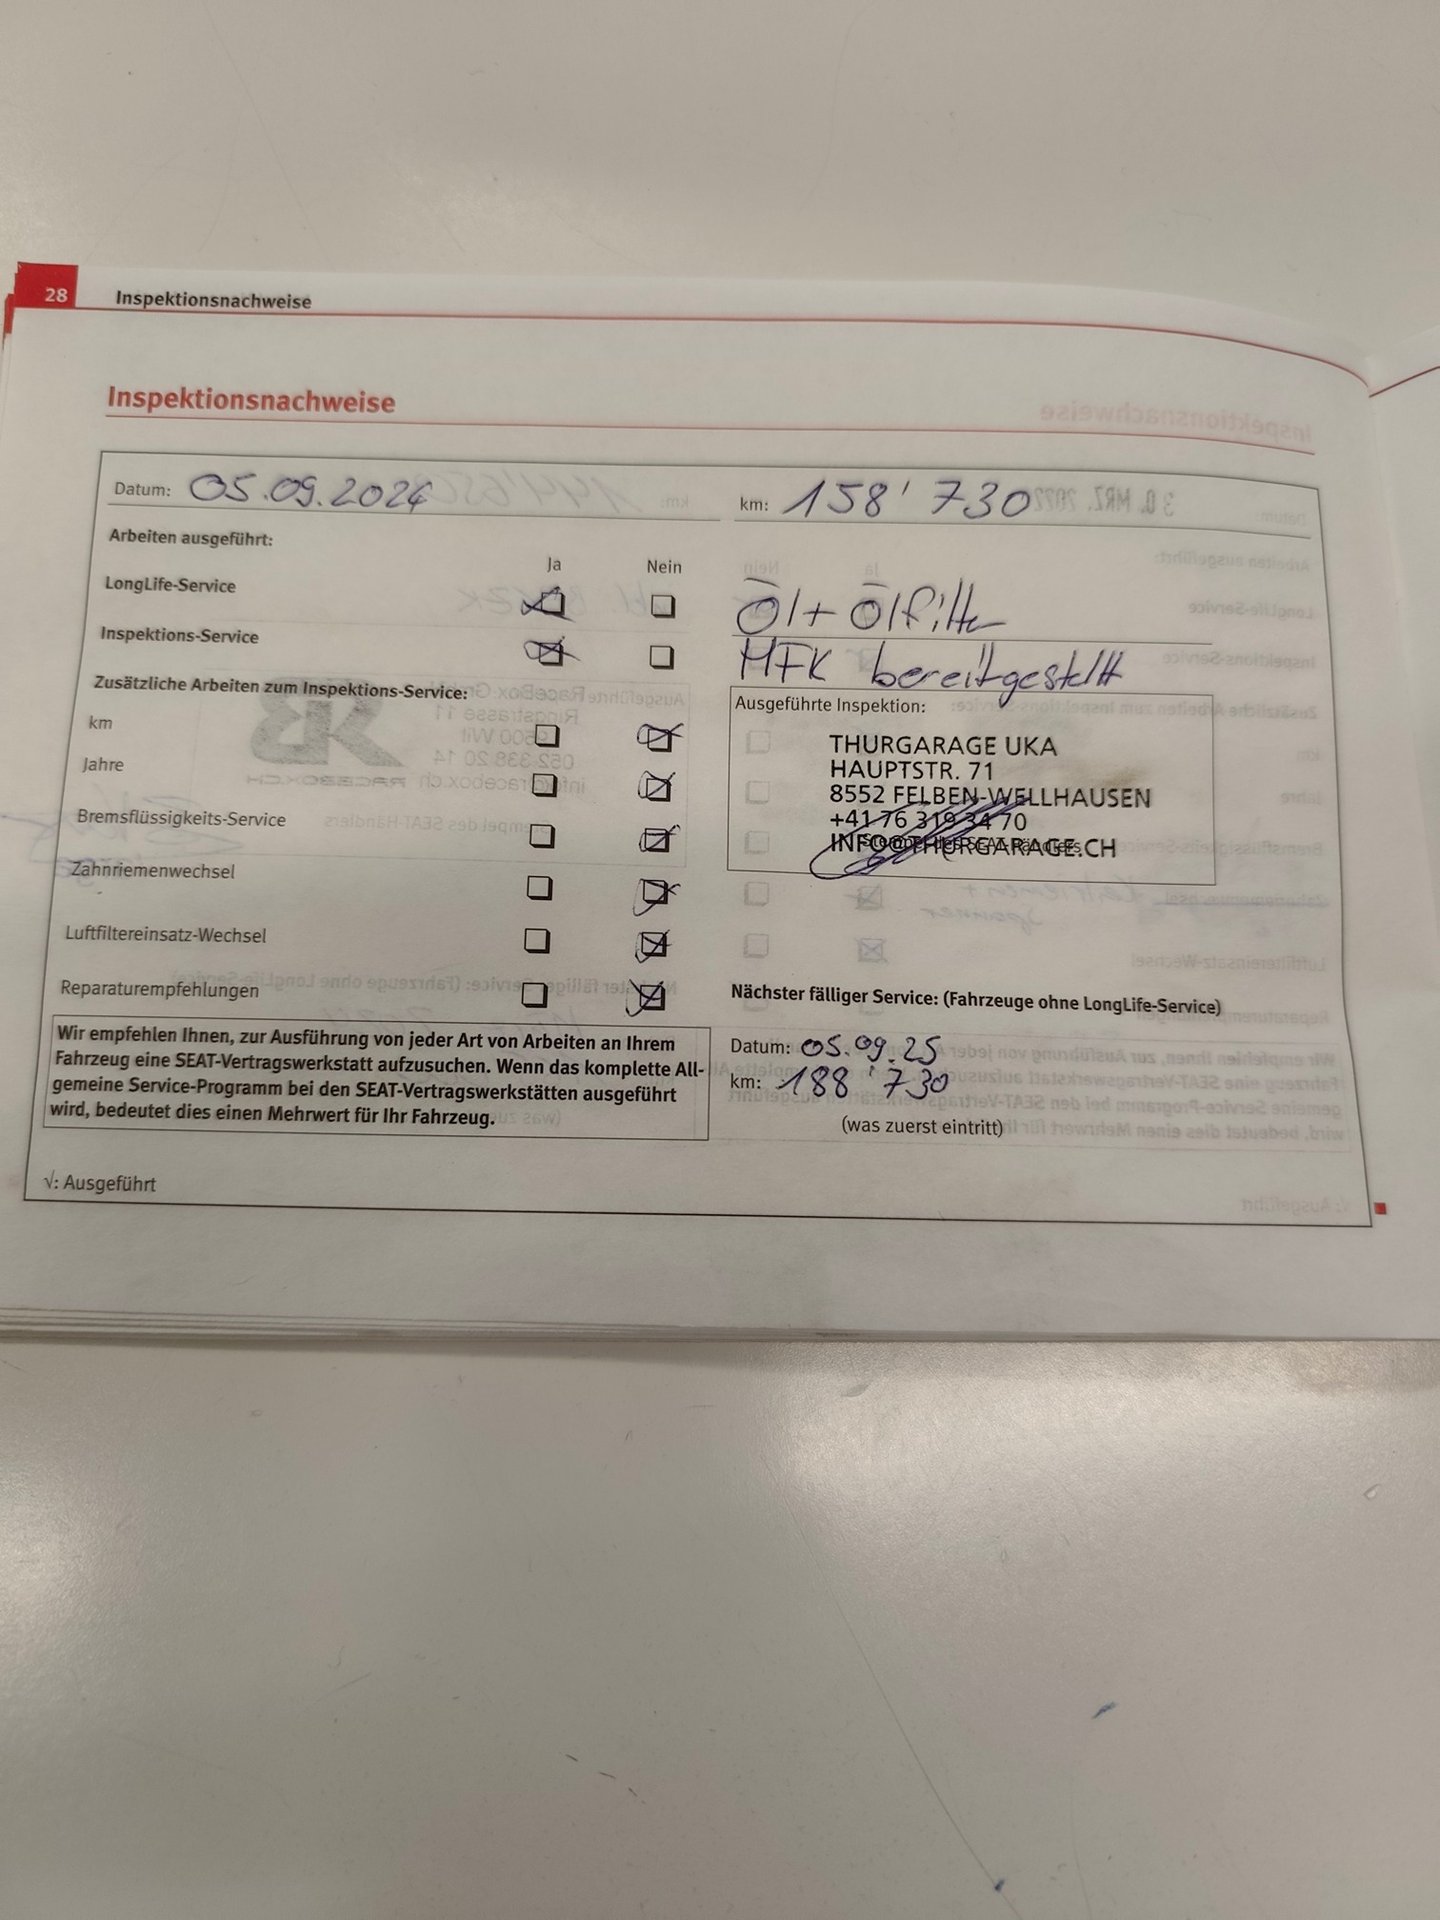 28 Inspektionsnachweise
Inspektionsnachweise
Datum: 05.09.2024 km: 158'730
Arbeiten ausgeführt:
Ja Nein
LongLife-Service
Öl + Ölfilter
Inspektions-Service
MFK bereitgestellt
Zusätzliche Arbeiten zum Inspektions-Service:
km
Jahre
Bremsflüssigkeits-Service
Zahnriemenwechsel
Luftfiltereinsatz-Wechsel
Reparaturempfehlungen
Ausgeführte Inspektion:
THURGARAGE UKA
HAUPTSTR. 71
8552 FELBEN-WELLHAUSEN
+41 76 319 34 70
INFO@THURGARAGE.CH
Stempel des SEAT-Händlers
Nächster fälliger Service: (Fahrzeuge ohne LongLife-Service)
Datum: 05.09.25
km: 188'730
(was zuerst eintritt)
Wir empfehlen Ihnen, zur Ausführung von jeder Art von Arbeiten an Ihrem
Fahrzeug eine SEAT-Vertragswerkstatt aufzusuchen. Wenn das komplette All-
gemeine Service-Programm bei den SEAT-Vertragswerkstätten ausgeführt
wird, bedeutet dies einen Mehrwert für Ihr Fahrzeug.
√: Ausgeführt